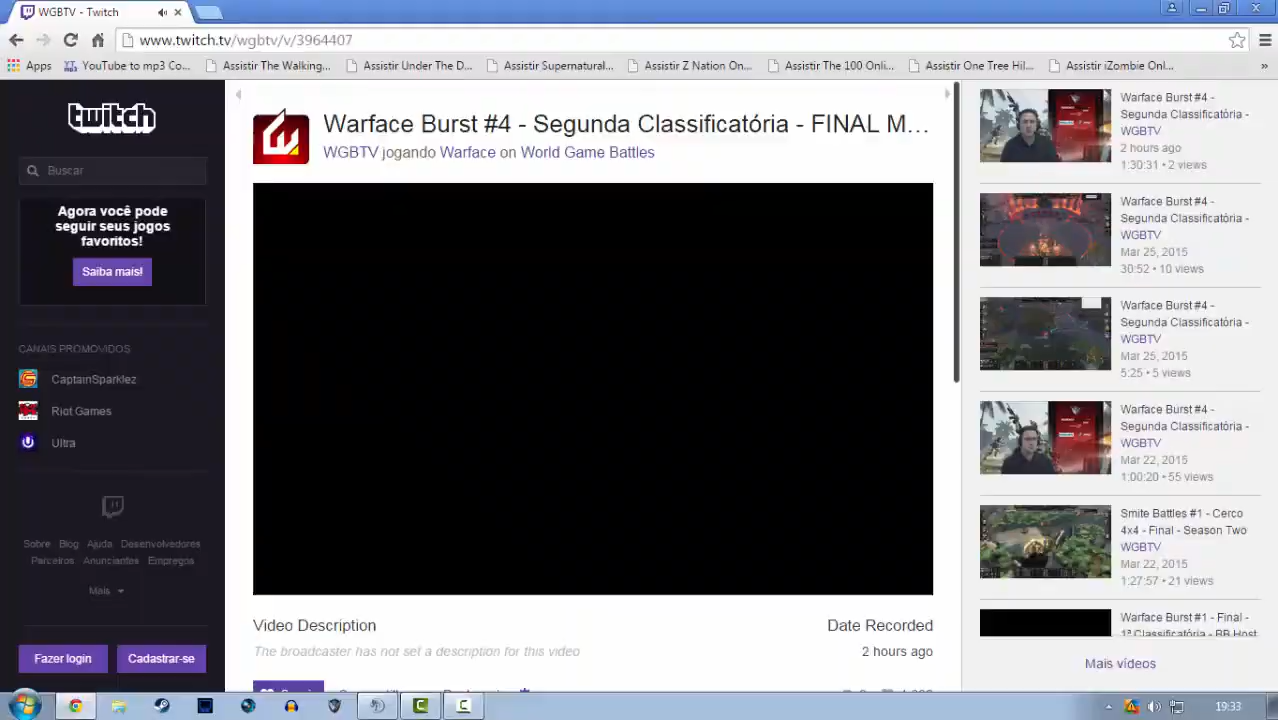 WGBTV - Twitch
www.twitch.tv/wgbtv/v/3964407
Apps
YouTube to mp3 Co...
Assistir The Walking...
Assistir Under The D...
Assistir Supernatural...
Assistir Z Nation On...
Assistir The 100 Onli...
Assistir One Tree Hil...
Assistir iZombie Onl...
»
twitch
Buscar
Agora você pode
seguir seus jogos
favoritos!
Saiba mais!
CANAIS PROMOVIDOS
CaptainSparklez
Riot Games
Ultra
Sobre Blog Ajuda Desenvolvedores
Parceiros Anunciantes Empregos
Mais
Fazer login
Cadastrar-se
Warface Burst #4 - Segunda Classificatória - FINAL M...
WGBTV jogando Warface on World Game Battles
Video Description
Date Recorded
The broadcaster has not set a description for this video
2 hours ago
Warface Burst #4 -
Segunda Classificatória -
WGBTV
2 hours ago
1:30:31 • 2 views
Warface Burst #4 -
Segunda Classificatória -
WGBTV
Mar 25, 2015
30:52 • 10 views
Warface Burst #4 -
Segunda Classificatória -
WGBTV
Mar 25, 2015
5:25 • 5 views
Warface Burst #4 -
Segunda Classificatória -
WGBTV
Mar 22, 2015
1:00:20 • 55 views
Smite Battles #1 - Cerco
4x4 - Final - Season Two
WGBTV
Mar 22, 2015
1:27:57 • 21 views
Warface Burst #1 - Final -
1ª Classificatória - BB Host
Mais vídeos
19:33